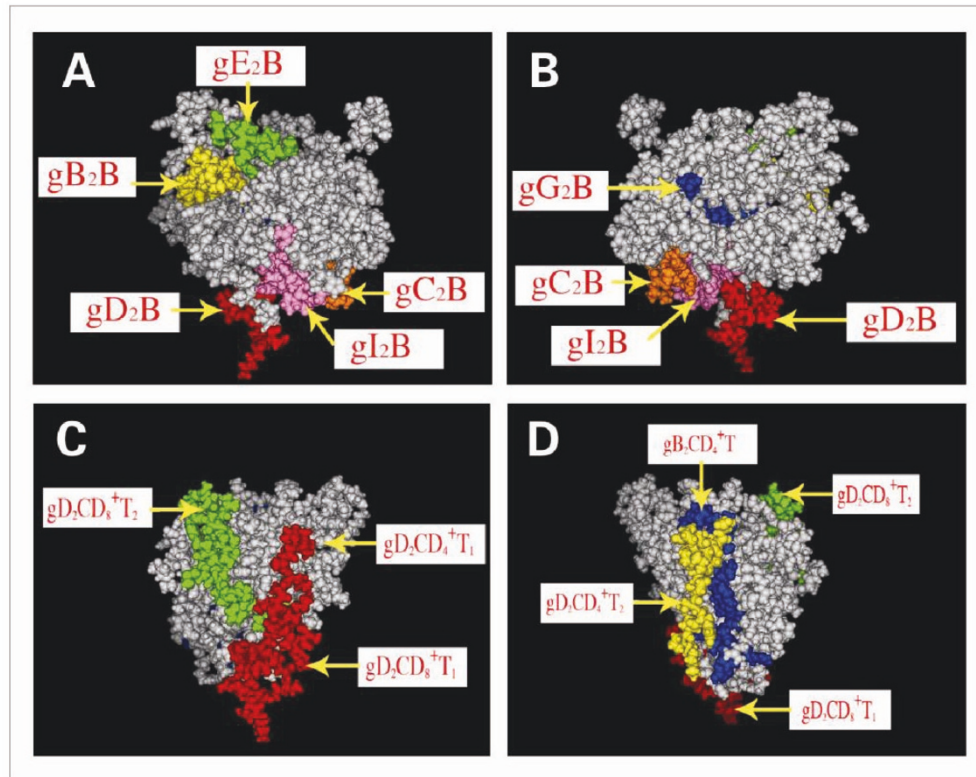 A
gE₂B
gB₂B
gD₂B
gC₂B
gI₂B
B
gG₂B
gC₂B
gI₂B
gD₂B
C
gD₂CD₈⁺T₂
gD₂CD₄⁺T₁
gD₂CD₈⁺T₁
D
gB₂CD₄⁺T
gD₂CD₈⁺T₂
gD₂CD₄⁺T₂
gD₂CD₈⁺T₁